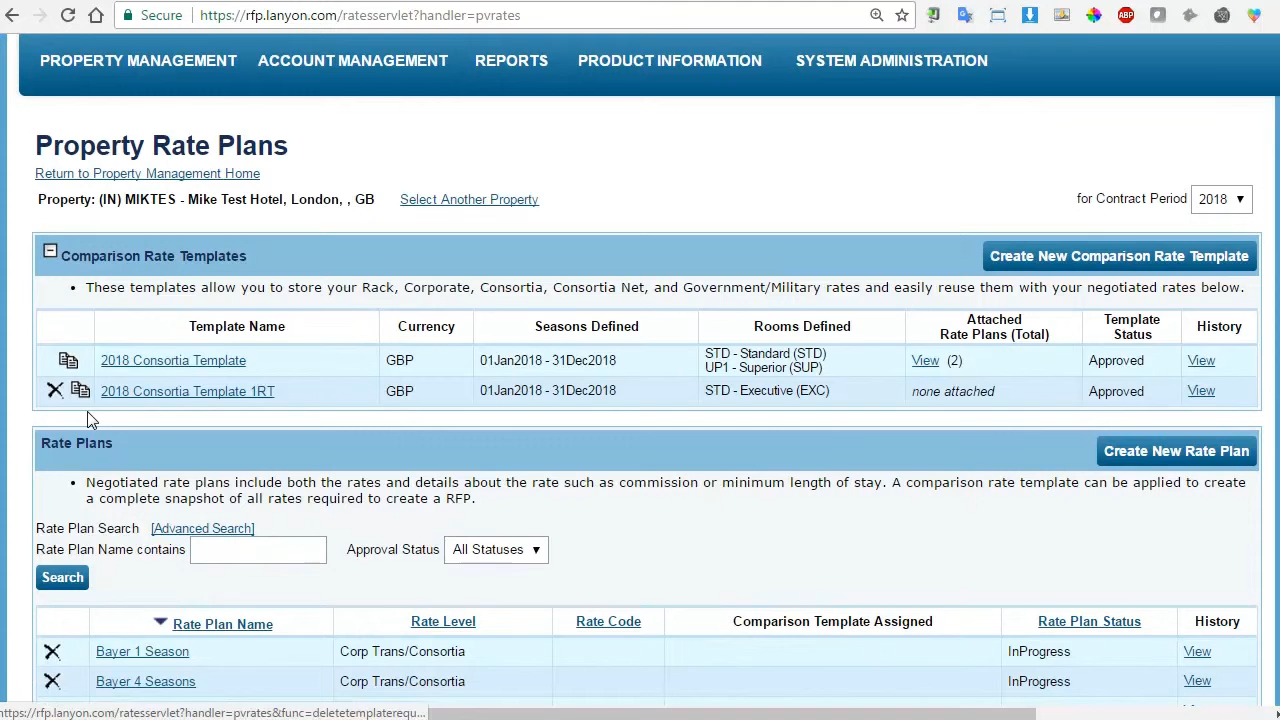 Secure https://rfp.lanyon.com/ratesservlet?handler=pvrates
ABP
PROPERTY MANAGEMENT ACCOUNT MANAGEMENT REPORTS PRODUCT INFORMATION SYSTEM ADMINISTRATION
Property Rate Plans
Return to Property Management Home
Property: (IN) MIKTES - Mike Test Hotel, London, , GB Select Another Property for Contract Period 2018
Comparison Rate Templates Create New Comparison Rate Template
• These templates allow you to store your Rack, Corporate, Consortia, Consortia Net, and Government/Military rates and easily reuse them with your negotiated rates below.
Template Name Currency Seasons Defined Rooms Defined Attached Rate Plans (Total) Template Status History
2018 Consortia Template GBP 01Jan2018 - 31Dec2018 STD - Standard (STD) UP1 - Superior (SUP) View (2) Approved View
2018 Consortia Template 1RT GBP 01Jan2018 - 31Dec2018 STD - Executive (EXC) none attached Approved View
Rate Plans Create New Rate Plan
• Negotiated rate plans include both the rates and details about the rate such as commission or minimum length of stay. A comparison rate template can be applied to create
a complete snapshot of all rates required to create a RFP.
Rate Plan Search [Advanced Search]
Rate Plan Name contains Approval Status All Statuses
Search
Rate Plan Name Rate Level Rate Code Comparison Template Assigned Rate Plan Status History
Bayer 1 Season Corp Trans/Consortia InProgress View
Bayer 4 Seasons Corp Trans/Consortia InProgress View
https://rfp.lanyon.com/ratesservlet?handler=pvrates&func=deletetemplaterequ...